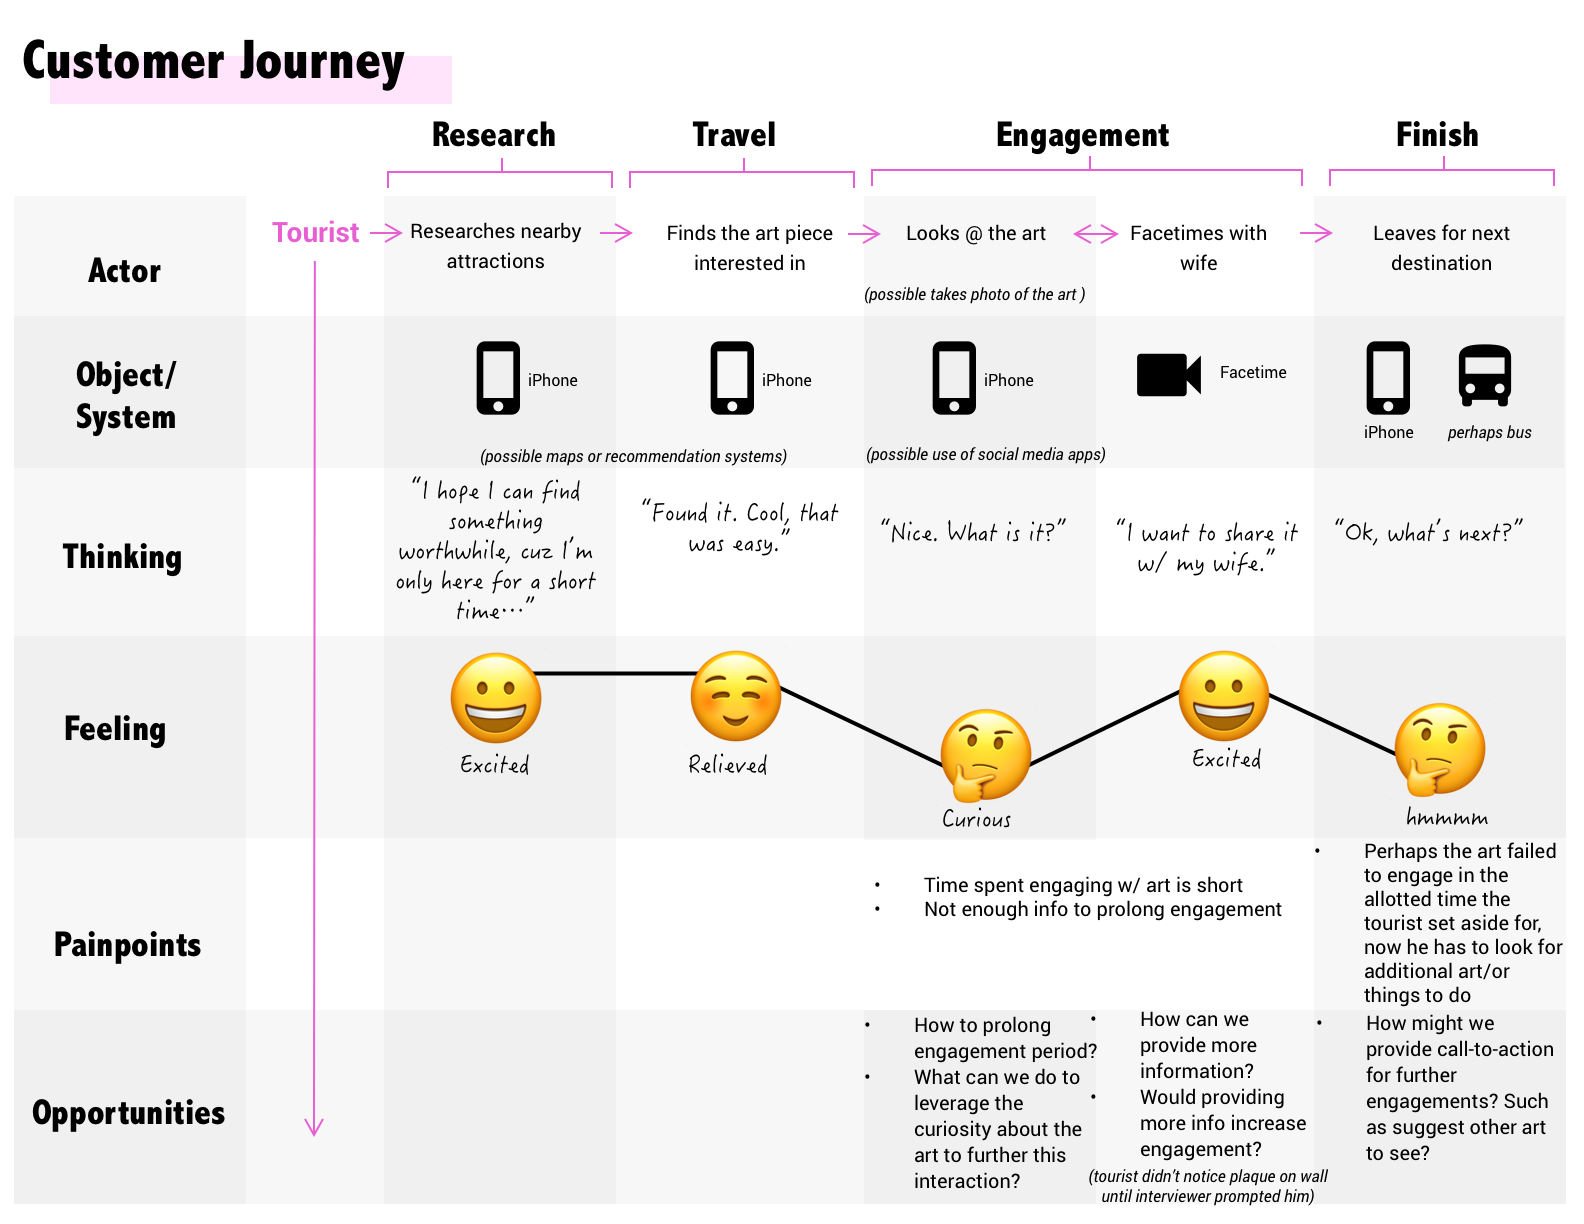 Customer Journey
Research
Travel
Engagement
Finish
Actor
Tourist
Researches nearby
attractions
Finds the art piece
interested in
Looks @ the art
(possible takes photo of the art )
Facetimes with
wife
Leaves for next
destination
Object/
System
iPhone
iPhone
(possible maps or recommendation systems)
iPhone
(possible use of social media apps)
Facetime
iPhone
perhaps bus
Thinking
“I hope I can find
something
worthwhile, cuz I’m
only here for a short
time…”
“Found it. Cool, that
was easy.”
“Nice. What is it?”
“I want to share it
w/ my wife.”
“Ok, what’s next?”
Feeling
Excited
Relieved
Curious
Excited
hmmmm
Painpoints
• Time spent engaging w/ art is short
• Not enough info to prolong engagement
• Perhaps the art failed
to engage in the
allotted time the
tourist set aside for,
now he has to look for
additional art/or
things to do
Opportunities
• How to prolong
engagement period?
• What can we do to
leverage the
curiosity about the
art to further this
interaction?
• How can we
provide more
information?
• Would providing
more info increase
engagement?
(tourist didn’t notice plaque on wall
until interviewer prompted him)
• How might we
provide call-to-action
for further
engagements? Such
as suggest other art
to see?